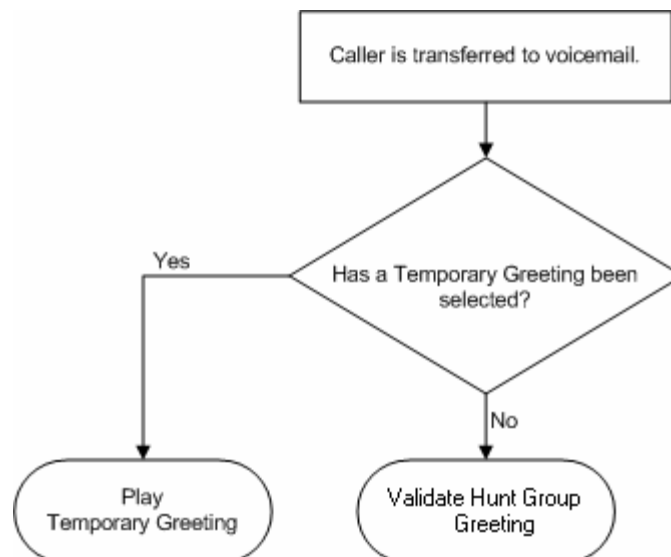 Caller is transferred to voicemail.
Has a Temporary Greeting been
selected?
Yes
No
Play
Temporary Greeting
Validate Hunt Group
Greeting